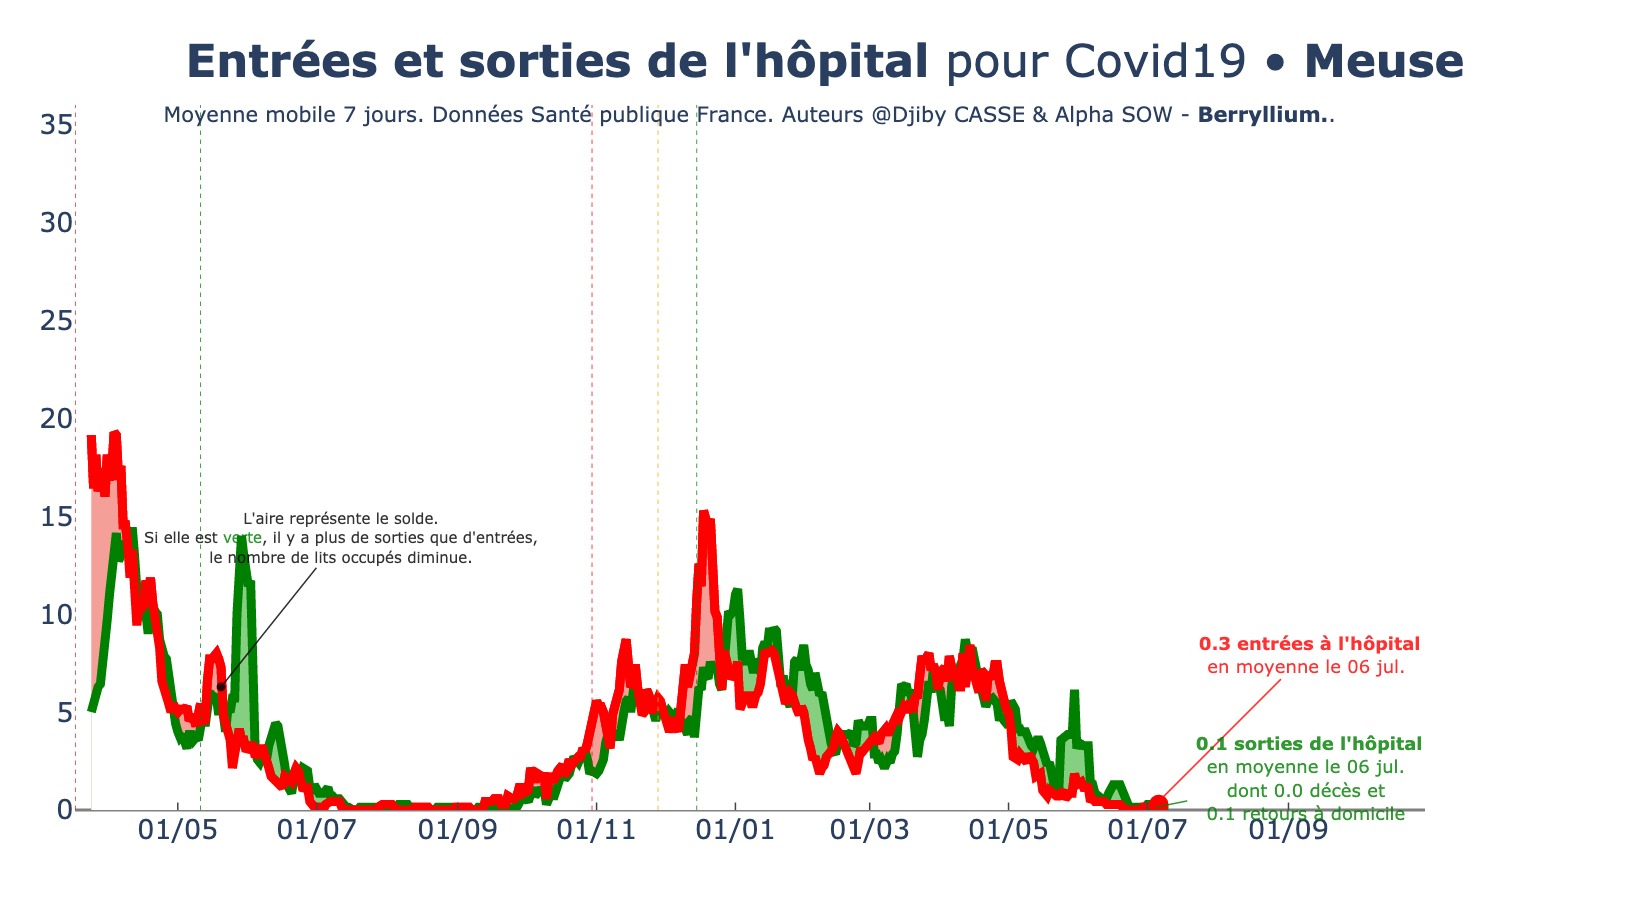 Entrées et sorties de l'hôpital pour Covid19 • Meuse
Moyenne mobile 7 jours. Données Santé publique France. Auteurs @Djiby CASSE & Alpha SOW - Berryllium..
35
30
25
20
15
10
5
0
L'aire représente le solde.
Si elle est verte, il y a plus de sorties que d'entrées,
le nombre de lits occupés diminue.
0.3 entrées à l'hôpital
en moyenne le 06 jul.
0.1 sorties de l'hôpital
en moyenne le 06 jul.
dont 0.0 décès et
0.1 retours à domicile
01/05 01/07 01/09 01/11 01/01 01/03 01/05 01/07 01/09